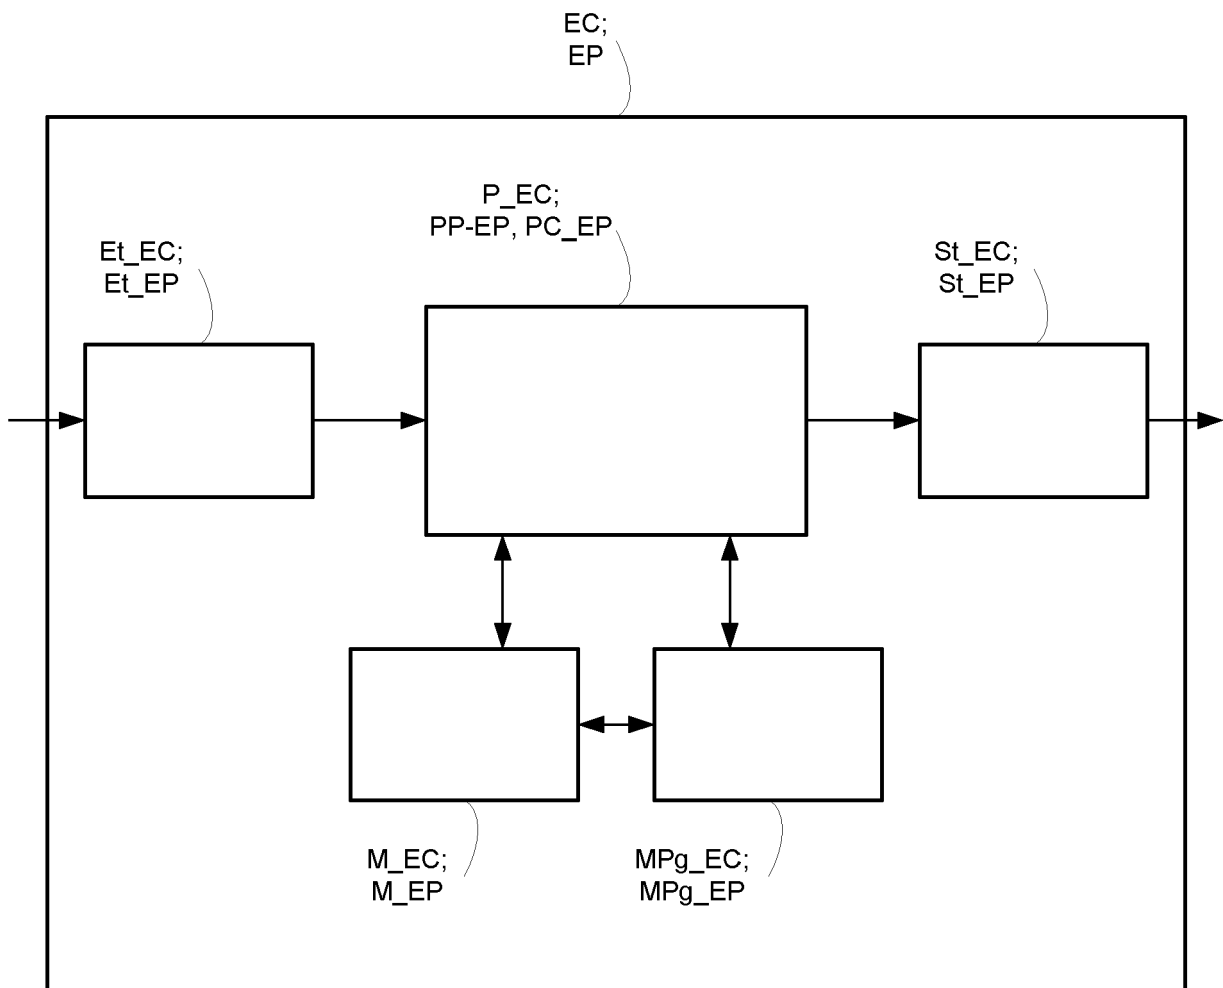 EC;
EP
P_EC;
PP-EP, PC_EP
Et_EC;
Et_EP
St_EC;
St_EP
M_EC;
M_EP
MPg_EC;
MPg_EP